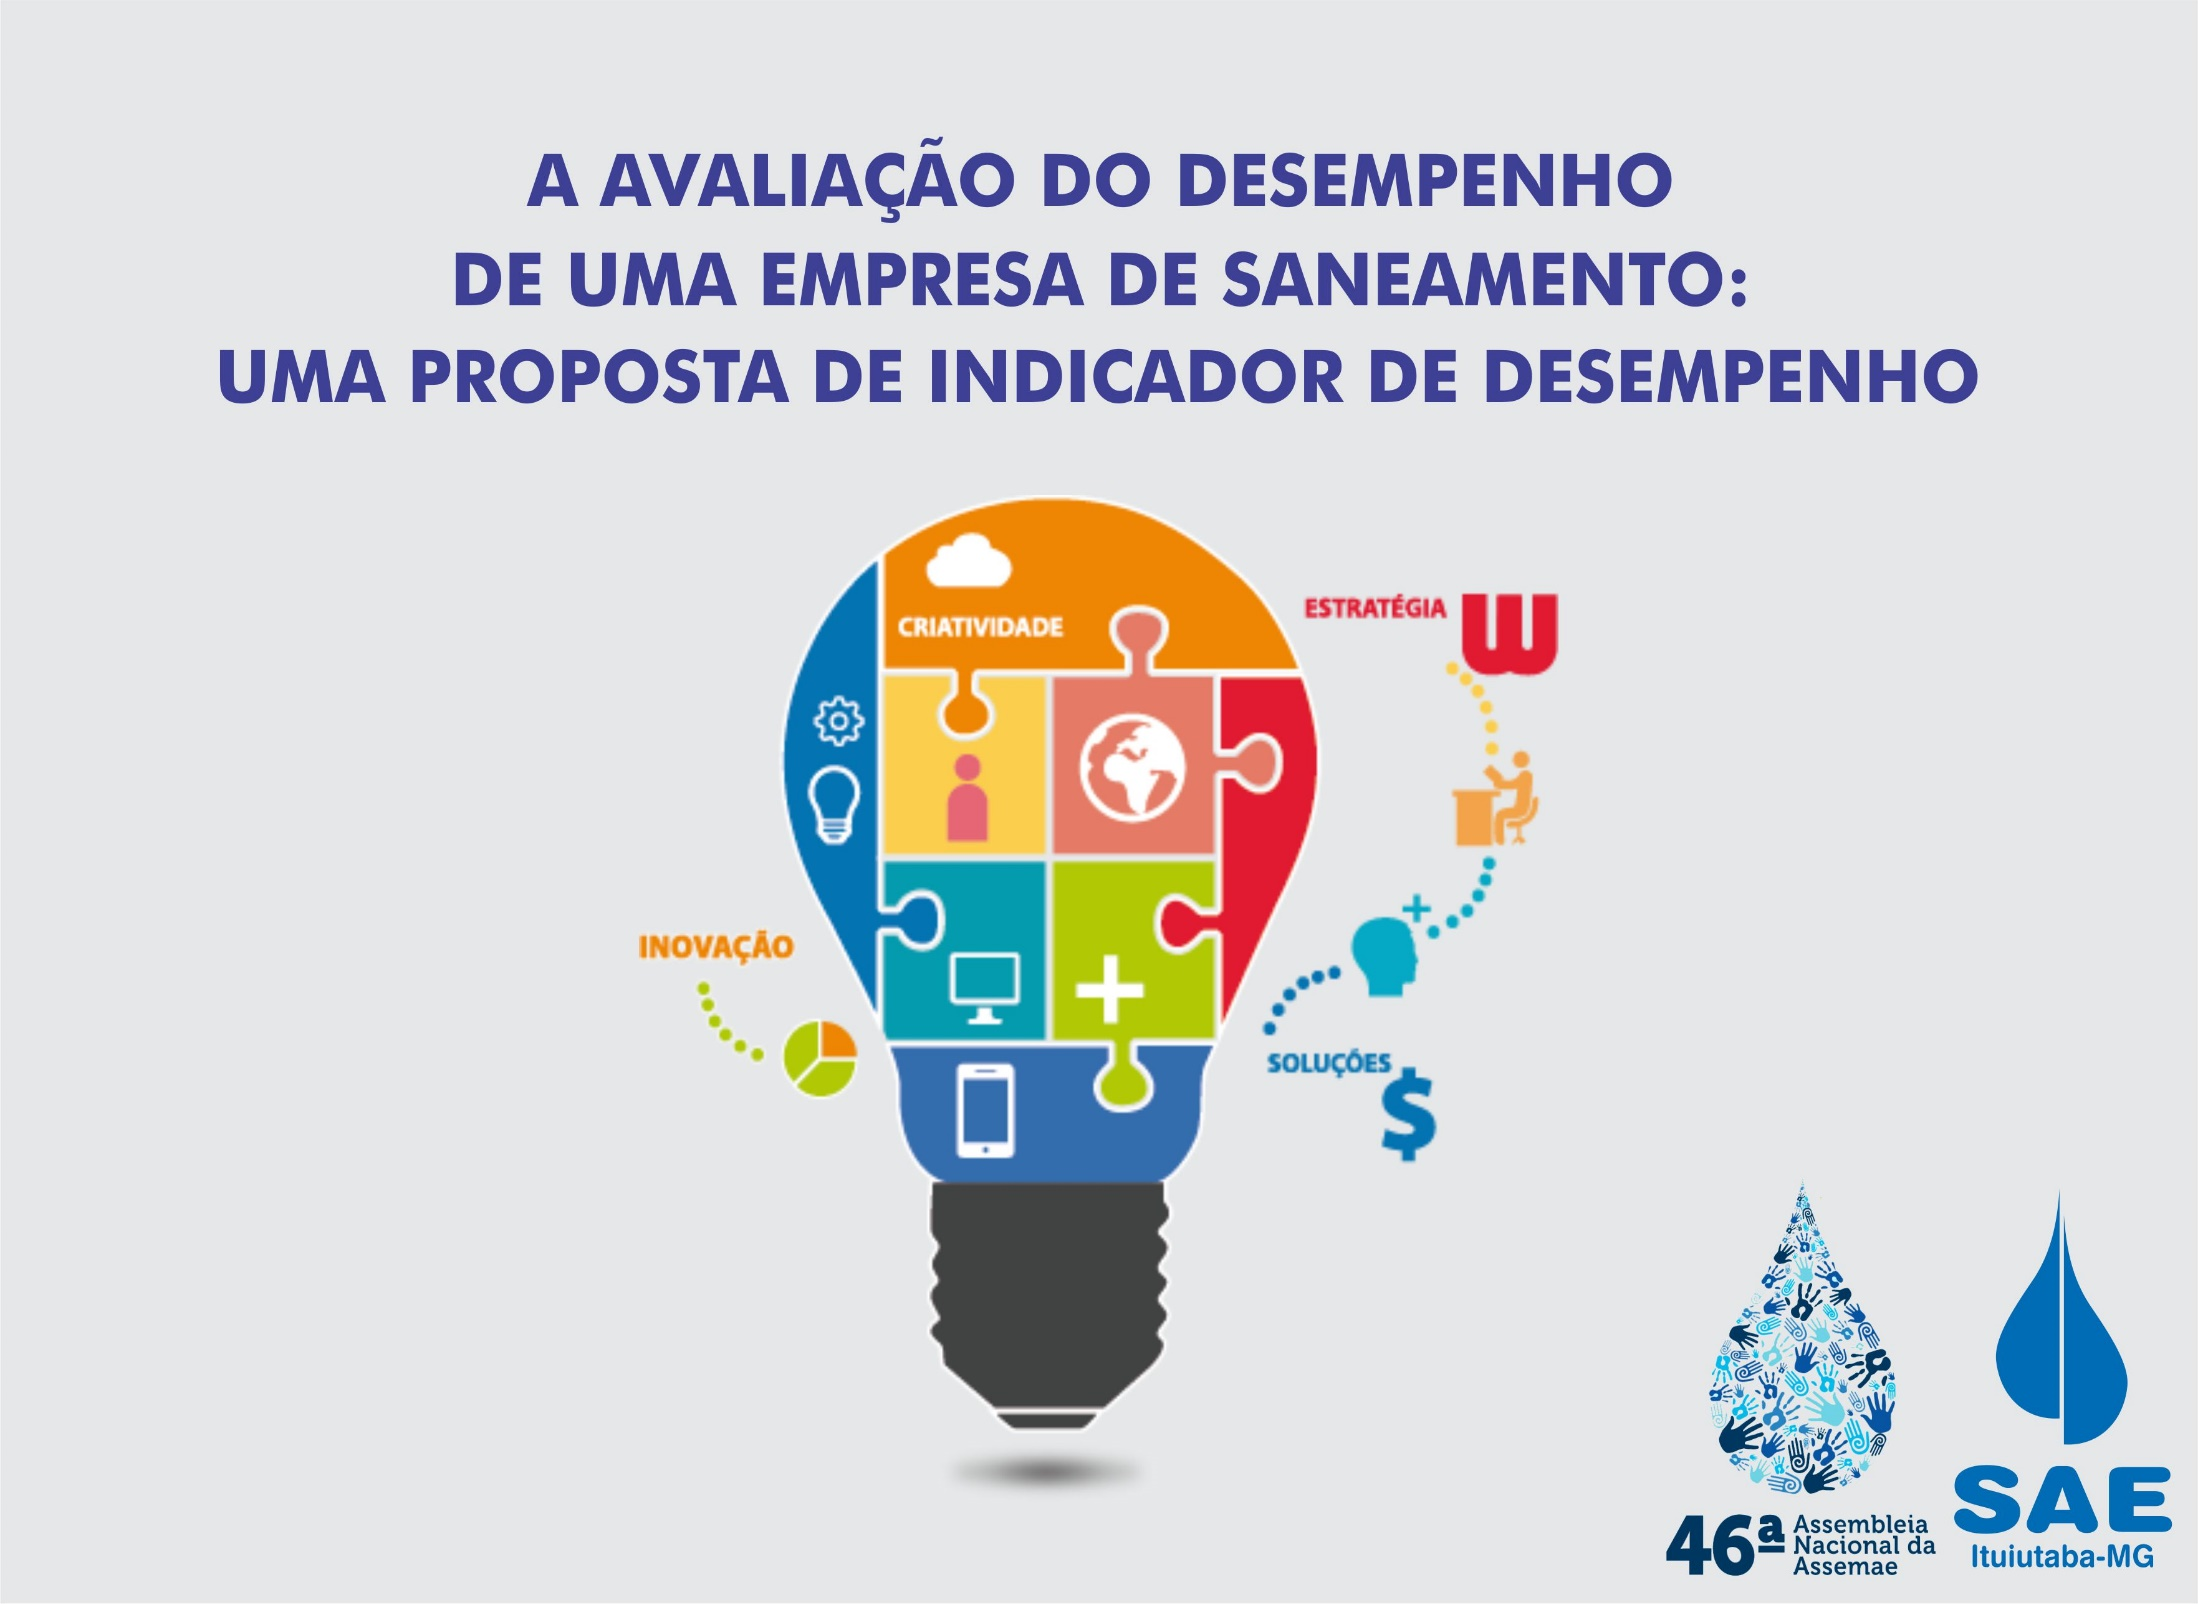 A AVALIAÇÃO DO DESEMPENHO
DE UMA EMPRESA DE SANEAMENTO:
UMA PROPOSTA DE INDICADOR DE DESEMPENHO
CRIATIVIDADE
ESTRATÉGIA
INOVAÇÃO
SOLUÇÕES
$
46ª Assembleia
Nacional da
Assemae
SAE
Ituiutaba-MG